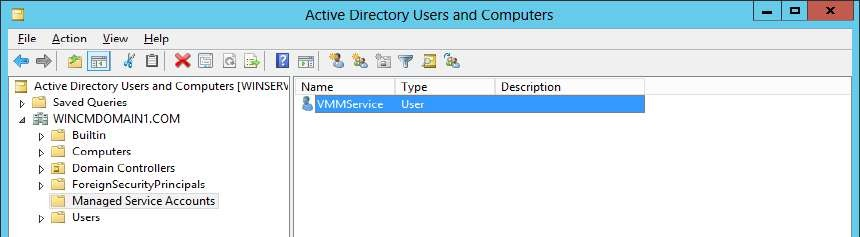 Active Directory Users and Computers
File Action View Help
Active Directory Users and Computers [WINSERV
Saved Queries
WINCMDOMAIN1.COM
Builtin
Computers
Domain Controllers
ForeignSecurityPrincipals
Managed Service Accounts
Users
Name Type Description
VMMService User